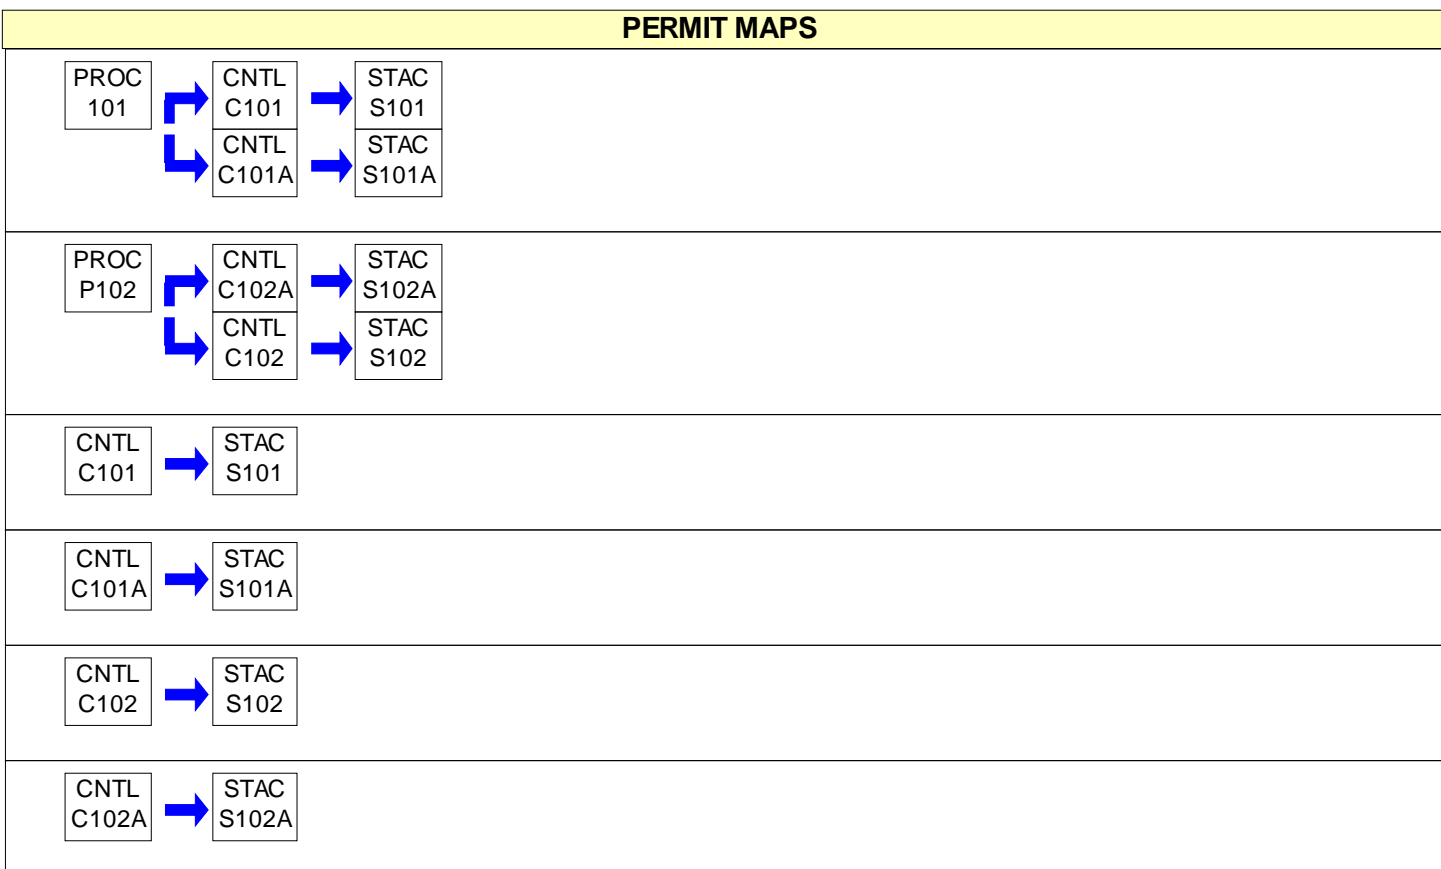 PERMIT MAPS
PROC CNTL STAC
101 C101 S101
CNTL STAC
C101A S101A
PROC CNTL STAC
P102 C102A S102A
CNTL STAC
C102 S102
CNTL STAC
C101 S101
CNTL STAC
C101A S101A
CNTL STAC
C102 S102
CNTL STAC
C102A S102A